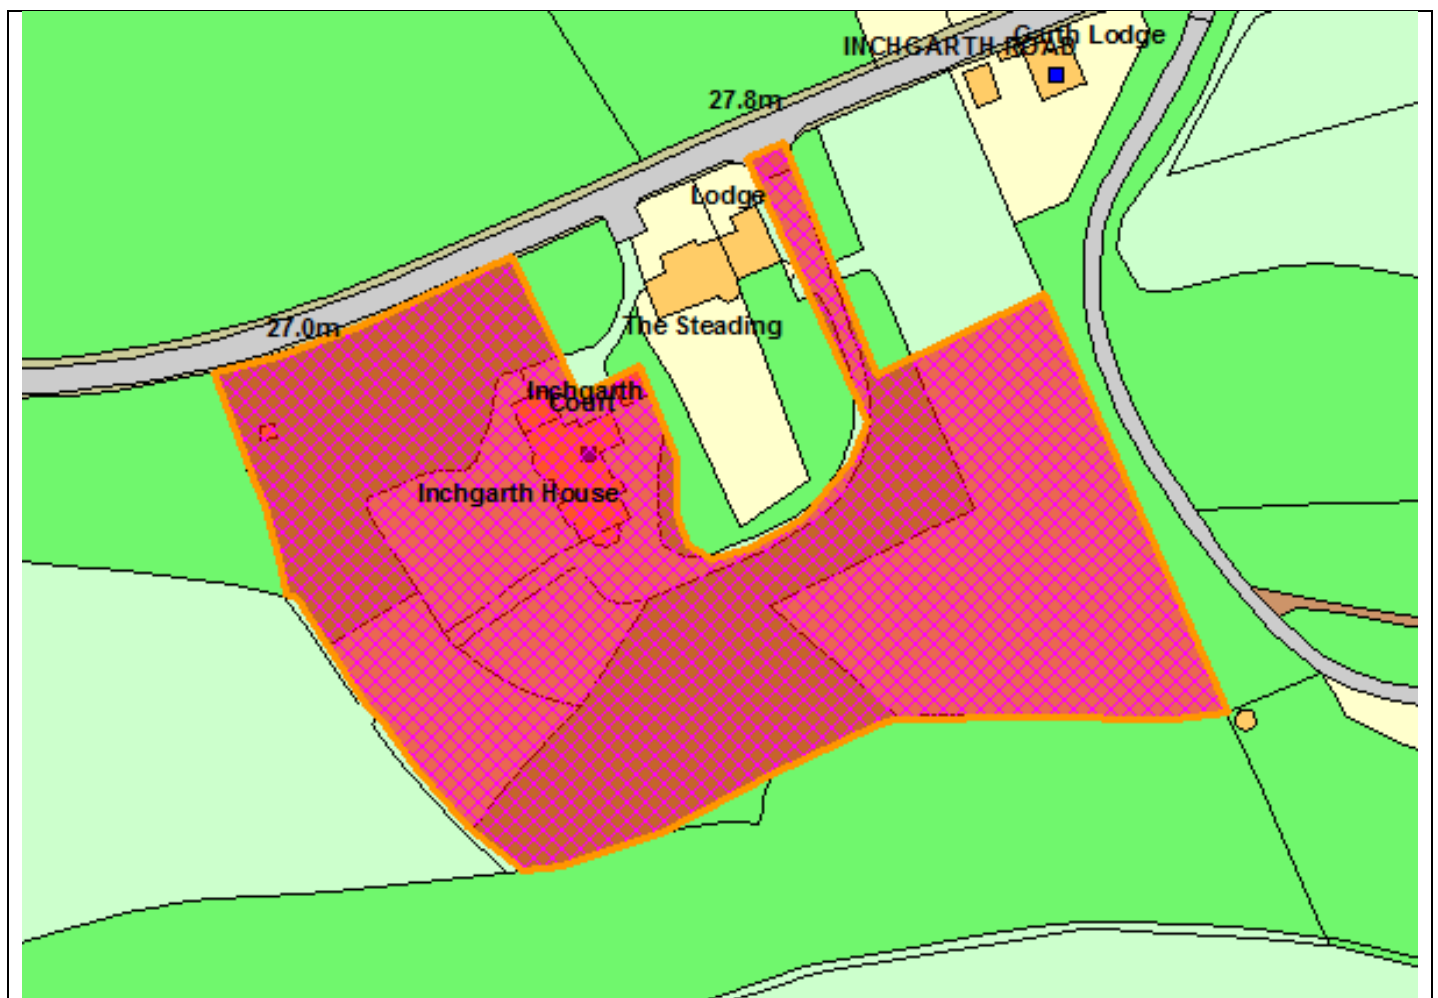 Garth Lodge
INCHGARTH ROAD
27.8m
Lodge
The Steading
27.0m
Inchgarth
Court
Inchgarth House